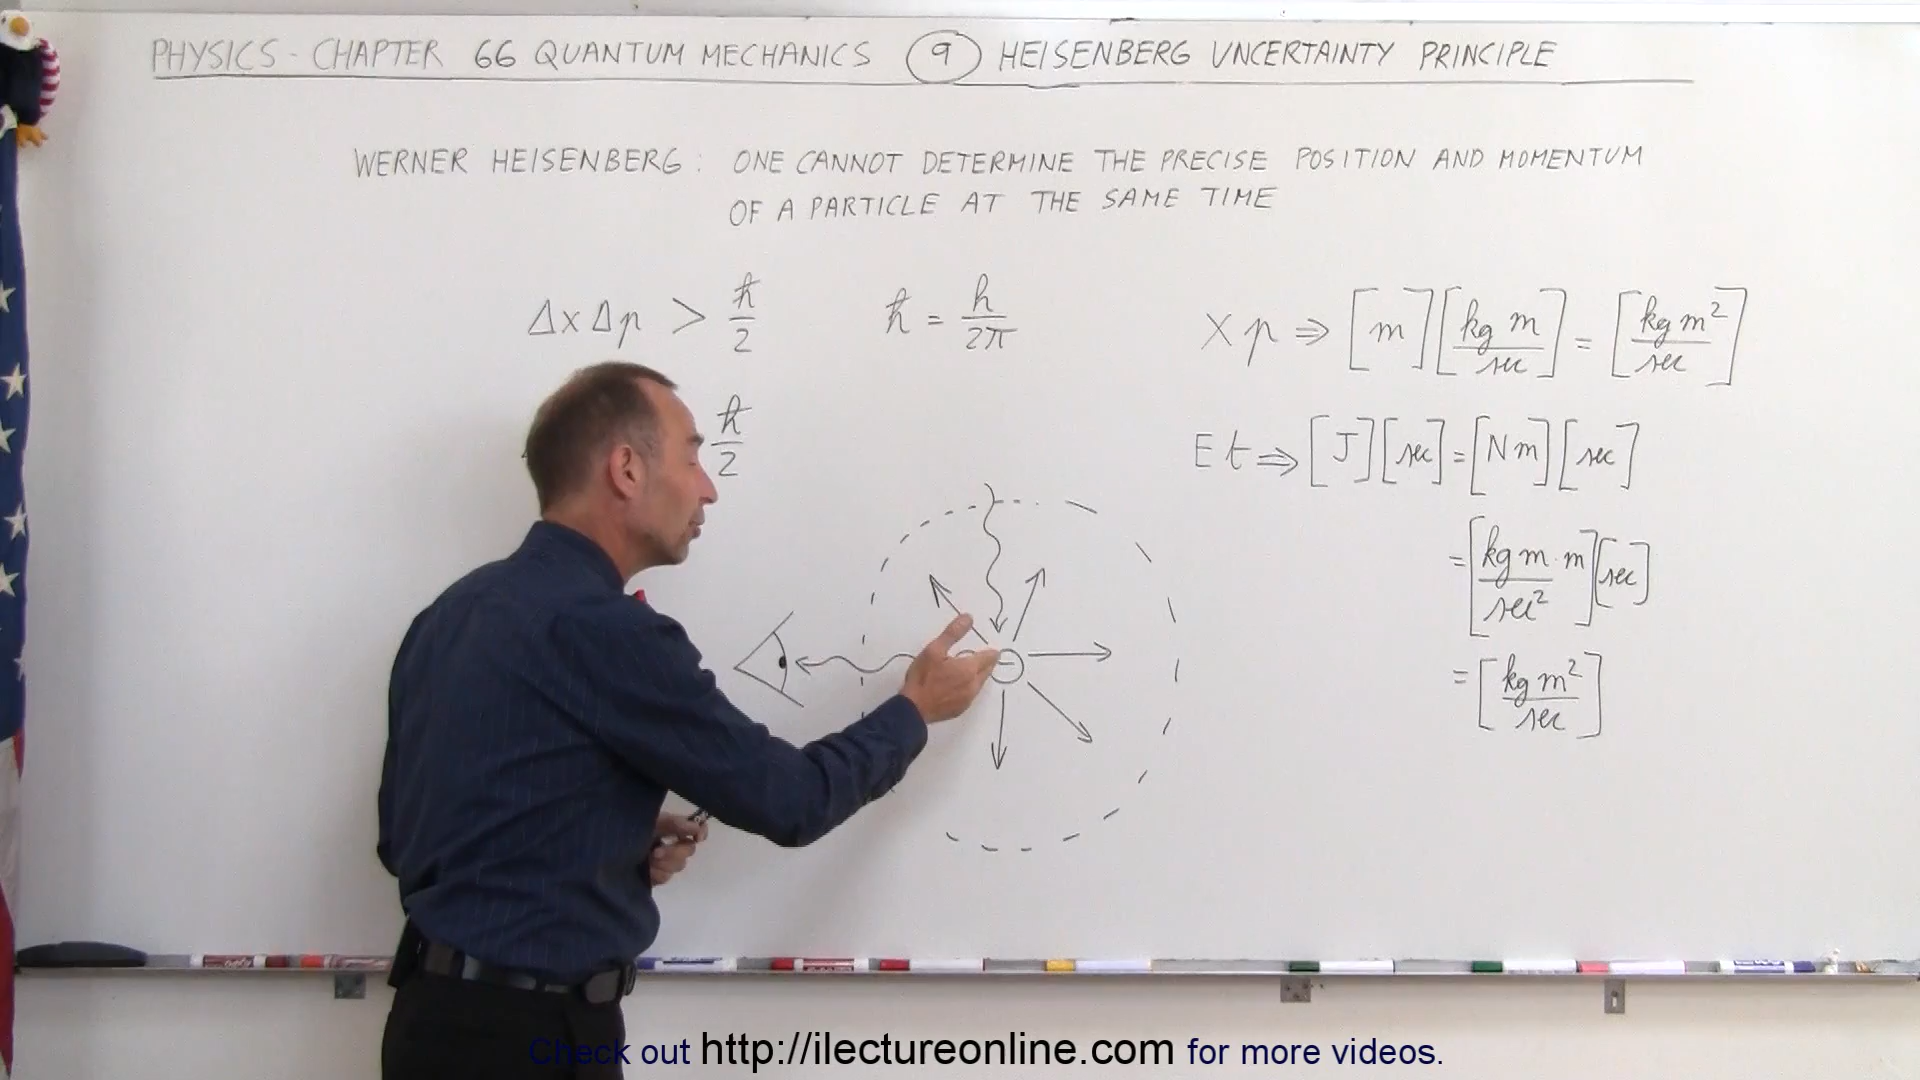 PHYSICS - CHAPTER 66 QUANTUM MECHANICS 9 HEISENBERG UNCERTAINTY PRINCIPLE
WERNER HEISENBERG: ONE CANNOT DETERMINE THE PRECISE POSITION AND MOMENTUM
OF A PARTICLE AT THE SAME TIME
Δx Δp > ℏ/2
ℏ = h/2π
ℏ/2
X p ⇒ [m][kg m/sec] = [kg m²/sec]
E t ⇒ [J][sec] = [N m][sec]
= [kg m/sec² · m][sec]
= [kg m²/sec]
−
Check out http://ilectureonline.com for more videos.